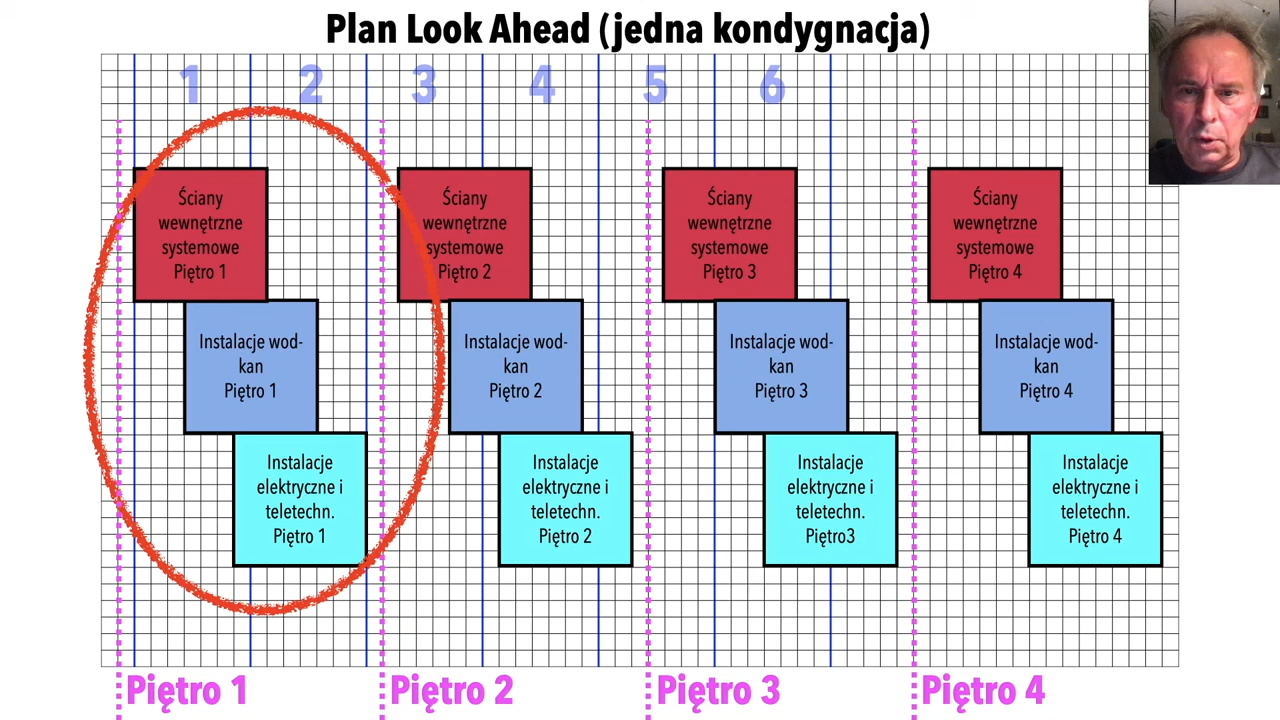 Plan Look Ahead (jedna kondygnacja)
1 2 3 4 5 6
Ściany
wewnętrzne
systemowe
Piętro 1
Ściany
wewnętrzne
systemowe
Piętro 2
Ściany
wewnętrzne
systemowe
Piętro 3
Ściany
wewnętrzne
systemowe
Piętro 4
Instalacje wod-
kan
Piętro 1
Instalacje wod-
kan
Piętro 2
Instalacje wod-
kan
Piętro 3
Instalacje wod-
kan
Piętro 4
Instalacje
elektryczne i
teletechn.
Piętro 1
Instalacje
elektryczne i
teletechn.
Piętro 2
Instalacje
elektryczne i
teletechn.
Piętro3
Instalacje
elektryczne i
teletechn.
Piętro 4
Piętro 1
Piętro 2
Piętro 3
Piętro 4